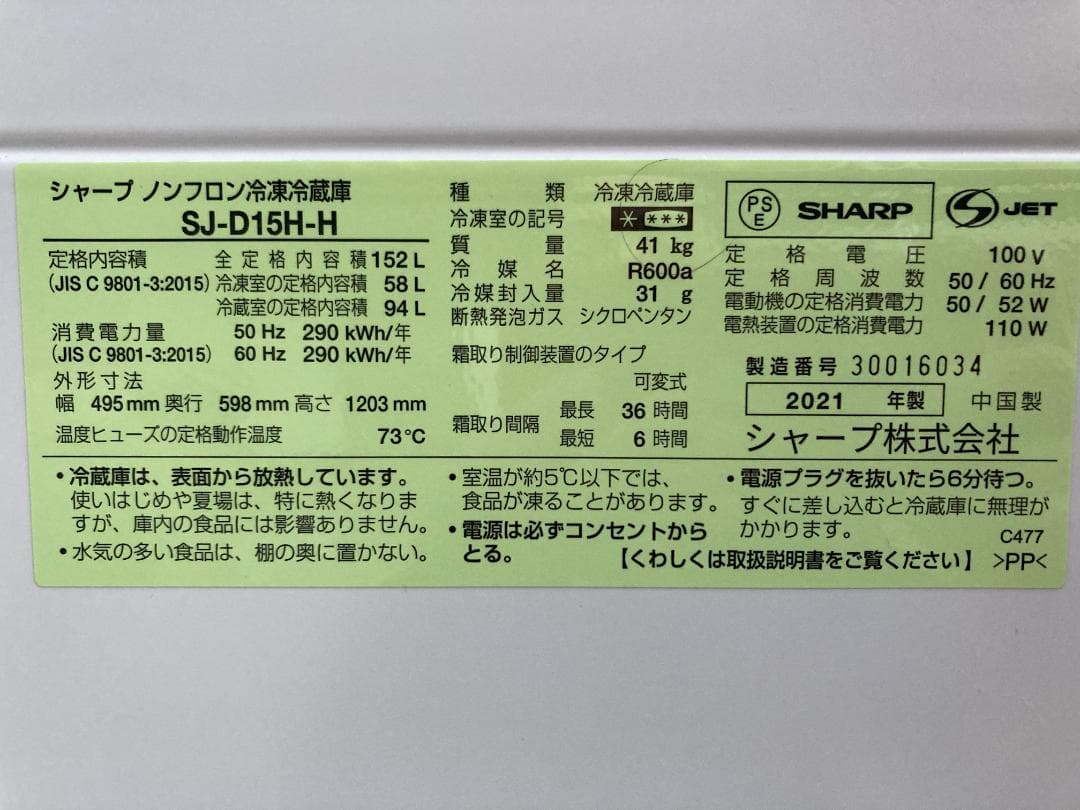 シャープ ノンフロン冷凍冷蔵庫
SJ-D15H-H
定格内容積 全定格内容積 152 L
(JIS C 9801-3:2015) 冷凍室の定格内容積 58 L
冷蔵室の定格内容積 94 L
消費電力量 50 Hz 290 kWh/年
(JIS C 9801-3:2015) 60 Hz 290 kWh/年
外形寸法
幅 495 mm 奥行 598 mm 高さ 1203 mm
温度ヒューズの定格動作温度 73℃
種類 冷凍冷蔵庫
冷凍室の記号 * ***
質量 41 kg
冷媒名 R600a
冷媒封入量 31 g
断熱発泡ガス シクロペンタン
霜取り制御装置のタイプ
可変式
霜取り間隔 最長 36 時間
最短 6 時間
PSE SHARP JET
定格電圧 100 V
定格周波数 50 / 60 Hz
電動機の定格消費電力 50 / 52 W
電熱装置の定格消費電力 110 W
製造番号 30016034
2021 年製 中国製
シャープ株式会社
• 冷蔵庫は、表面から放熱しています。
使いはじめや夏場は、特に熱くなりま
すが、庫内の食品には影響ありません。
• 水気の多い食品は、棚の奥に置かない。
• 室温が約5℃以下では、
食品が凍ることがあります。
• 電源は必ずコンセントから
とる。
• 電源プラグを抜いたら6分待つ。
すぐに差し込むと冷蔵庫に無理が
かかります。
C477
【くわしくは取扱説明書をご覧ください】 >PP<